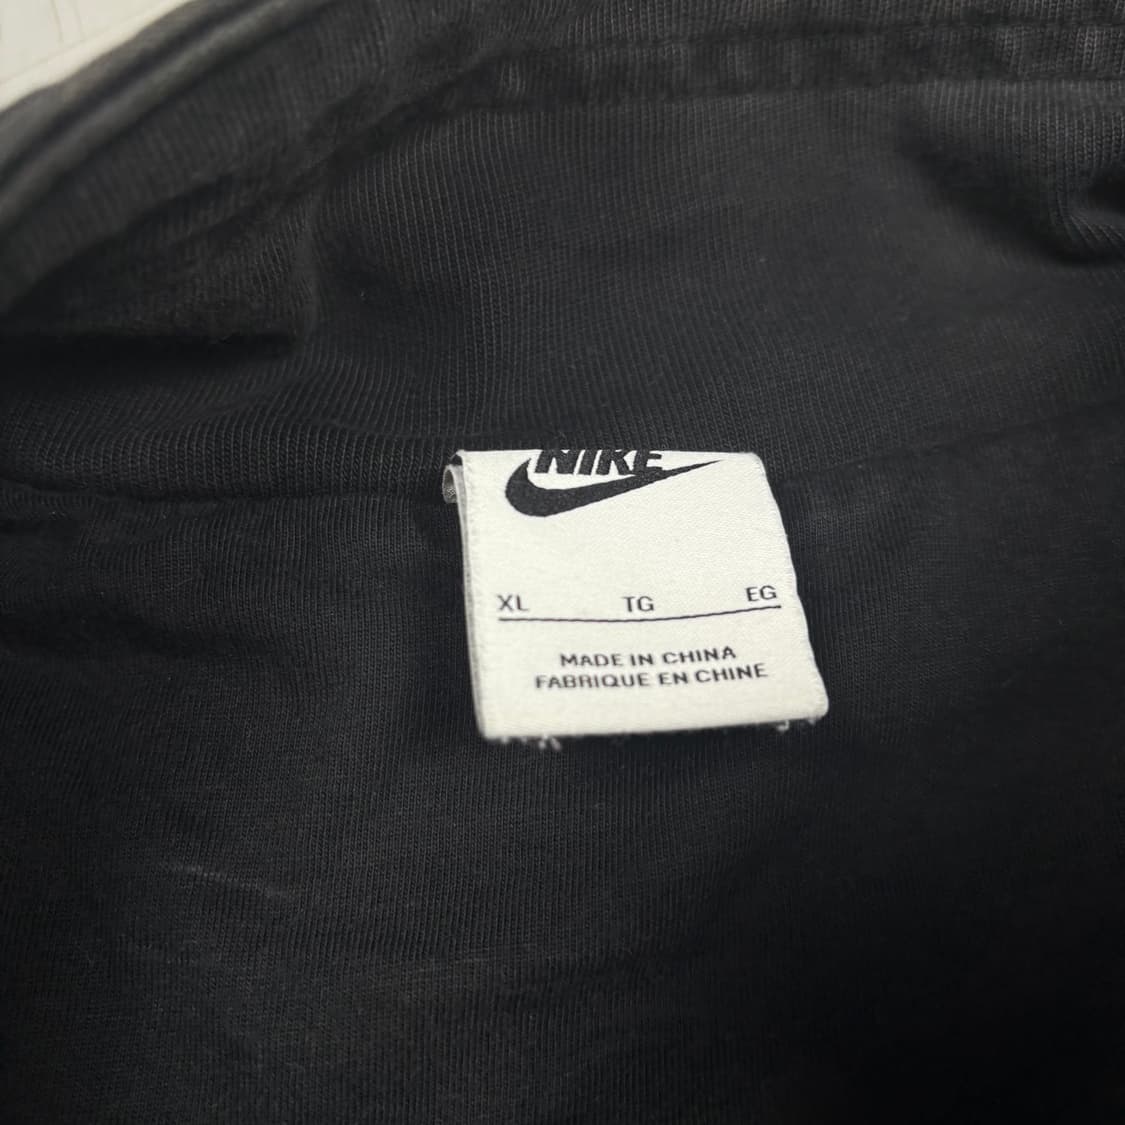 NIKE
XL TG EG
MADE IN CHINA
FABRIQUE EN CHINE